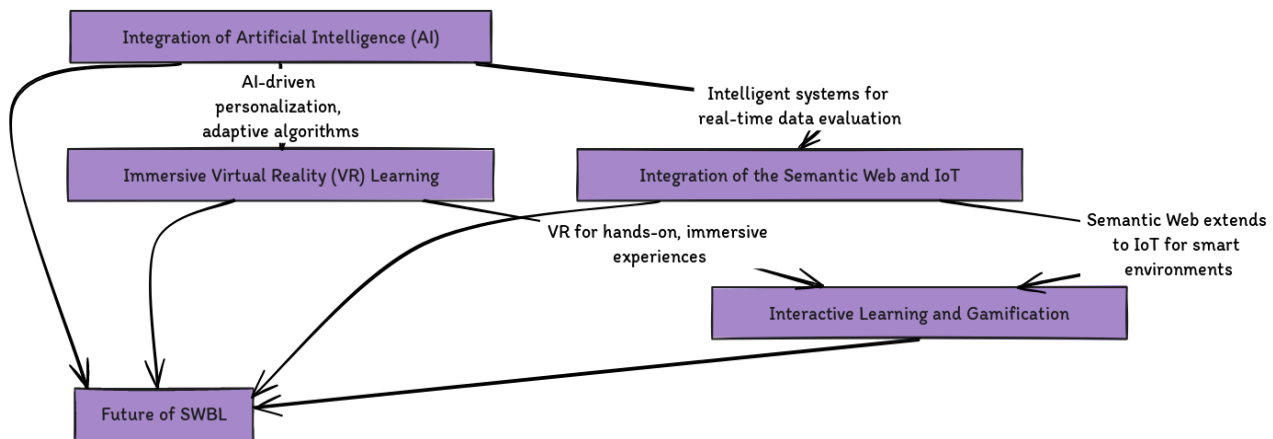 Integration of Artificial Intelligence (AI)
AI-driven
personalization,
adaptive algorithms
Intelligent systems for
real-time data evaluation
Immersive Virtual Reality (VR) Learning
Integration of the Semantic Web and IoT
VR for hands-on, immersive
experiences
Semantic Web extends
to IoT for smart
environments
Interactive Learning and Gamification
Future of SWBL